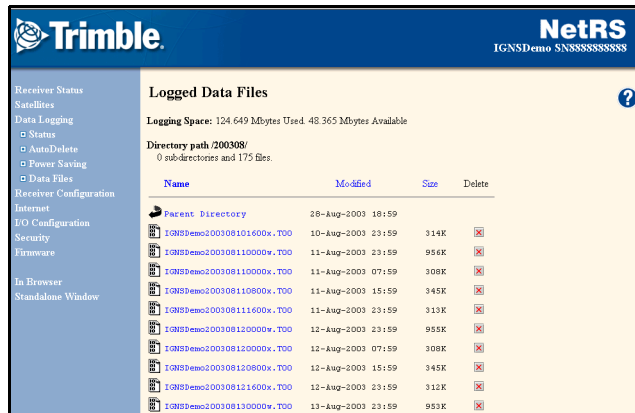 Trimble.
NetRS
IGNSDemo SN8888888888
Receiver Status
Satellites
Data Logging
Status
AutoDelete
Power Saving
Data Files
Receiver Configuration
Internet
I/O Configuration
Security
Firmware
In Browser
Standalone Window
Logged Data Files
?
Logging Space: 124.649 Mbytes Used. 48.365 Mbytes Available
Directory path /200308/
0 subdirectories and 175 files.
Name Modified Size Delete
Parent Directory 28-Aug-2003 18:59
IGNSDemo200308101600x.T00 10-Aug-2003 23:59 314K
IGNSDemo200308110000w.T00 11-Aug-2003 23:59 956K
IGNSDemo200308110000x.T00 11-Aug-2003 07:59 308K
IGNSDemo200308110800x.T00 11-Aug-2003 15:59 345K
IGNSDemo200308111600x.T00 11-Aug-2003 23:59 313K
IGNSDemo200308120000w.T00 12-Aug-2003 23:59 955K
IGNSDemo200308120000x.T00 12-Aug-2003 07:59 308K
IGNSDemo200308120800x.T00 12-Aug-2003 15:59 345K
IGNSDemo200308121600x.T00 12-Aug-2003 23:59 312K
IGNSDemo200308130000w.T00 13-Aug-2003 23:59 953K